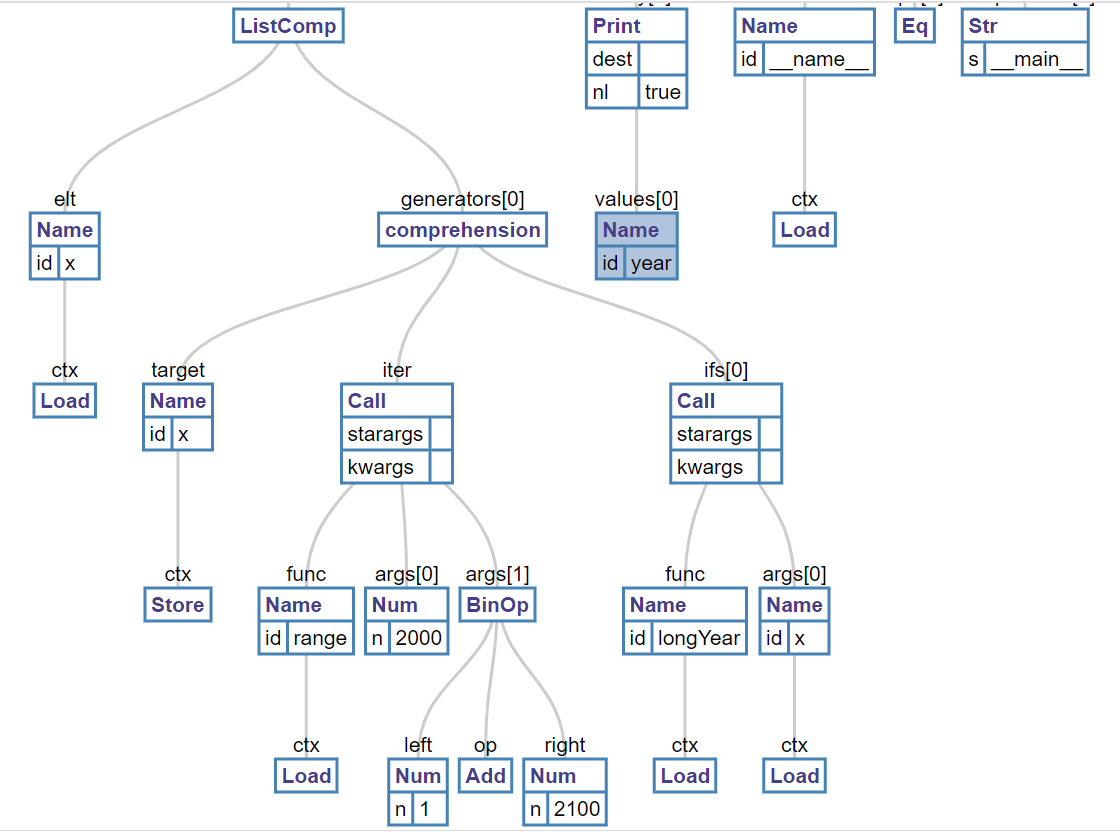 ListComp
Print
dest
nl true
Name
id __name__
Eq
Str
s __main__
elt
Name
id x
generators[0]
comprehension
values[0]
Name
id year
ctx
Load
ctx
Load
target
Name
id x
iter
Call
starargs
kwargs
ifs[0]
Call
starargs
kwargs
ctx
Store
func
Name
id range
args[0]
Num
n 2000
args[1]
BinOp
func
Name
id longYear
args[0]
Name
id x
ctx
Load
left
Num
n 1
op
Add
right
Num
n 2100
ctx
Load
ctx
Load